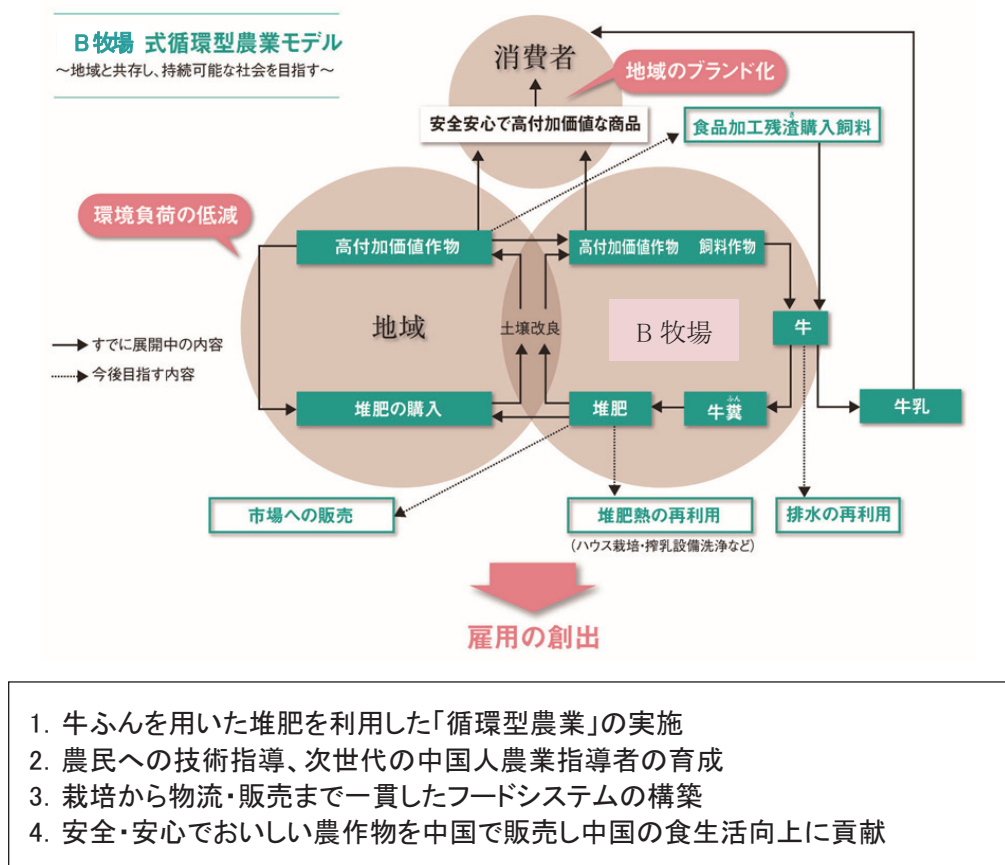 B牧場 式循環型農業モデル
～地域と共存し、持続可能な社会を目指す～
消費者
地域のブランド化
安全安心で高付加価値な商品
さ
食品加工残渣購入飼料
環境負荷の低減
高付加価値作物
高付加価値作物 飼料作物
地域
土壌改良
B 牧場
牛
すでに展開中の内容
今後目指す内容
堆肥の購入
堆肥
ふん
牛糞
牛乳
市場への販売
堆肥熱の再利用
(ハウス栽培・搾乳設備洗浄など)
排水の再利用
雇用の創出
1. 牛ふんを用いた堆肥を利用した「循環型農業」の実施
2. 農民への技術指導、次世代の中国人農業指導者の育成
3. 栽培から物流・販売まで一貫したフードシステムの構築
4. 安全・安心でおいしい農作物を中国で販売し中国の食生活向上に貢献